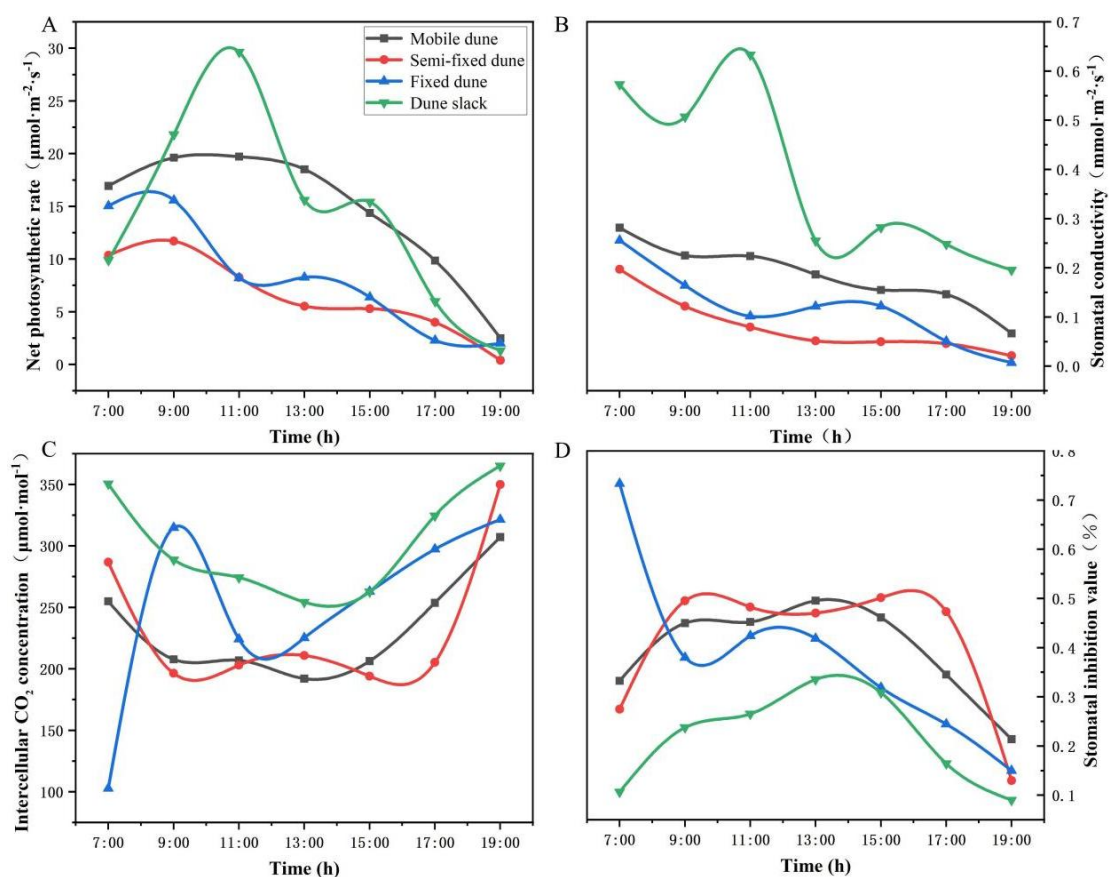 A
Net photosynthetic rate（μmol·m⁻²·s⁻¹）
30
25
20
15
10
5
0
Mobile dune
Semi-fixed dune
Fixed dune
Dune slack
7:00 9:00 11:00 13:00 15:00 17:00 19:00
Time (h)
B
0.7
0.6
0.5
0.4
0.3
0.2
0.1
0.0
Stomatal conductivity（mmol·m⁻²·s⁻¹）
7:00 9:00 11:00 13:00 15:00 17:00 19:00
Time（h）
C
Intercellular CO₂ concentration（μmol·mol⁻¹）
350
300
250
200
150
100
7:00 9:00 11:00 13:00 15:00 17:00 19:00
Time (h)
D
0.8
0.7
0.6
0.5
0.4
0.3
0.2
0.1
Stomatal inhibition value（%）
7:00 9:00 11:00 13:00 15:00 17:00 19:00
Time (h)